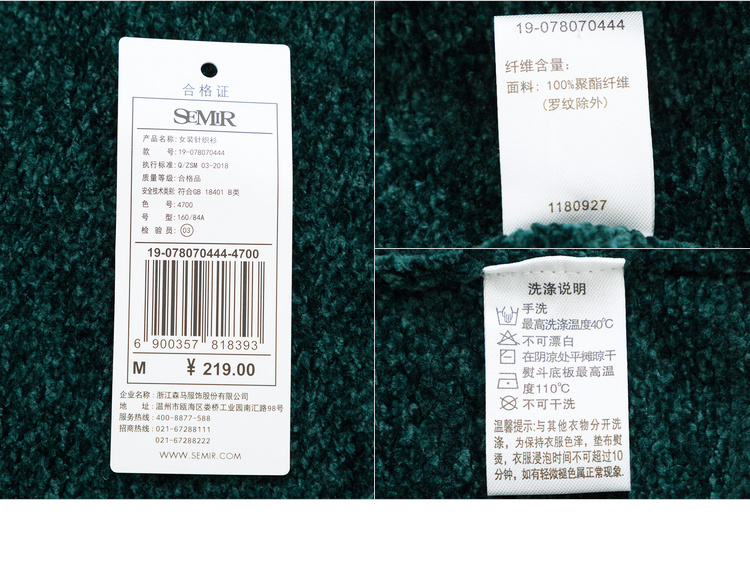 合格证
SEMIR
产品名称:女装针织衫
款 号:19-078070444
执行标准:Q/ZSM 03-2018
质量等级:合格品
安全技术类别:符合GB 18401 B类
色 号:4700
号 型:160/84A
检 验 员:03
19-078070444-4700
6 900357 818393
M ¥ 219.00
企业名称:浙江森马服饰股份有限公司
地 址:温州市瓯海区娄桥工业园南汇路98号
服务热线:400-8877-588
招商热线:021-67288111
021-67288222
WWW.SEMIR.COM
19-078070444
纤维含量:
面料: 100%聚酯纤维
(罗纹除外)
1180927
洗涤说明
手洗
最高洗涤温度40℃
不可漂白
在阴凉处平摊晾干
熨斗底板最高温
度110℃
不可干洗
温馨提示:与其他衣物分开洗
涤，为保持衣服色泽，垫布熨
烫，衣服浸泡时间不可超过10
分钟，如有轻微褪色属正常现象.